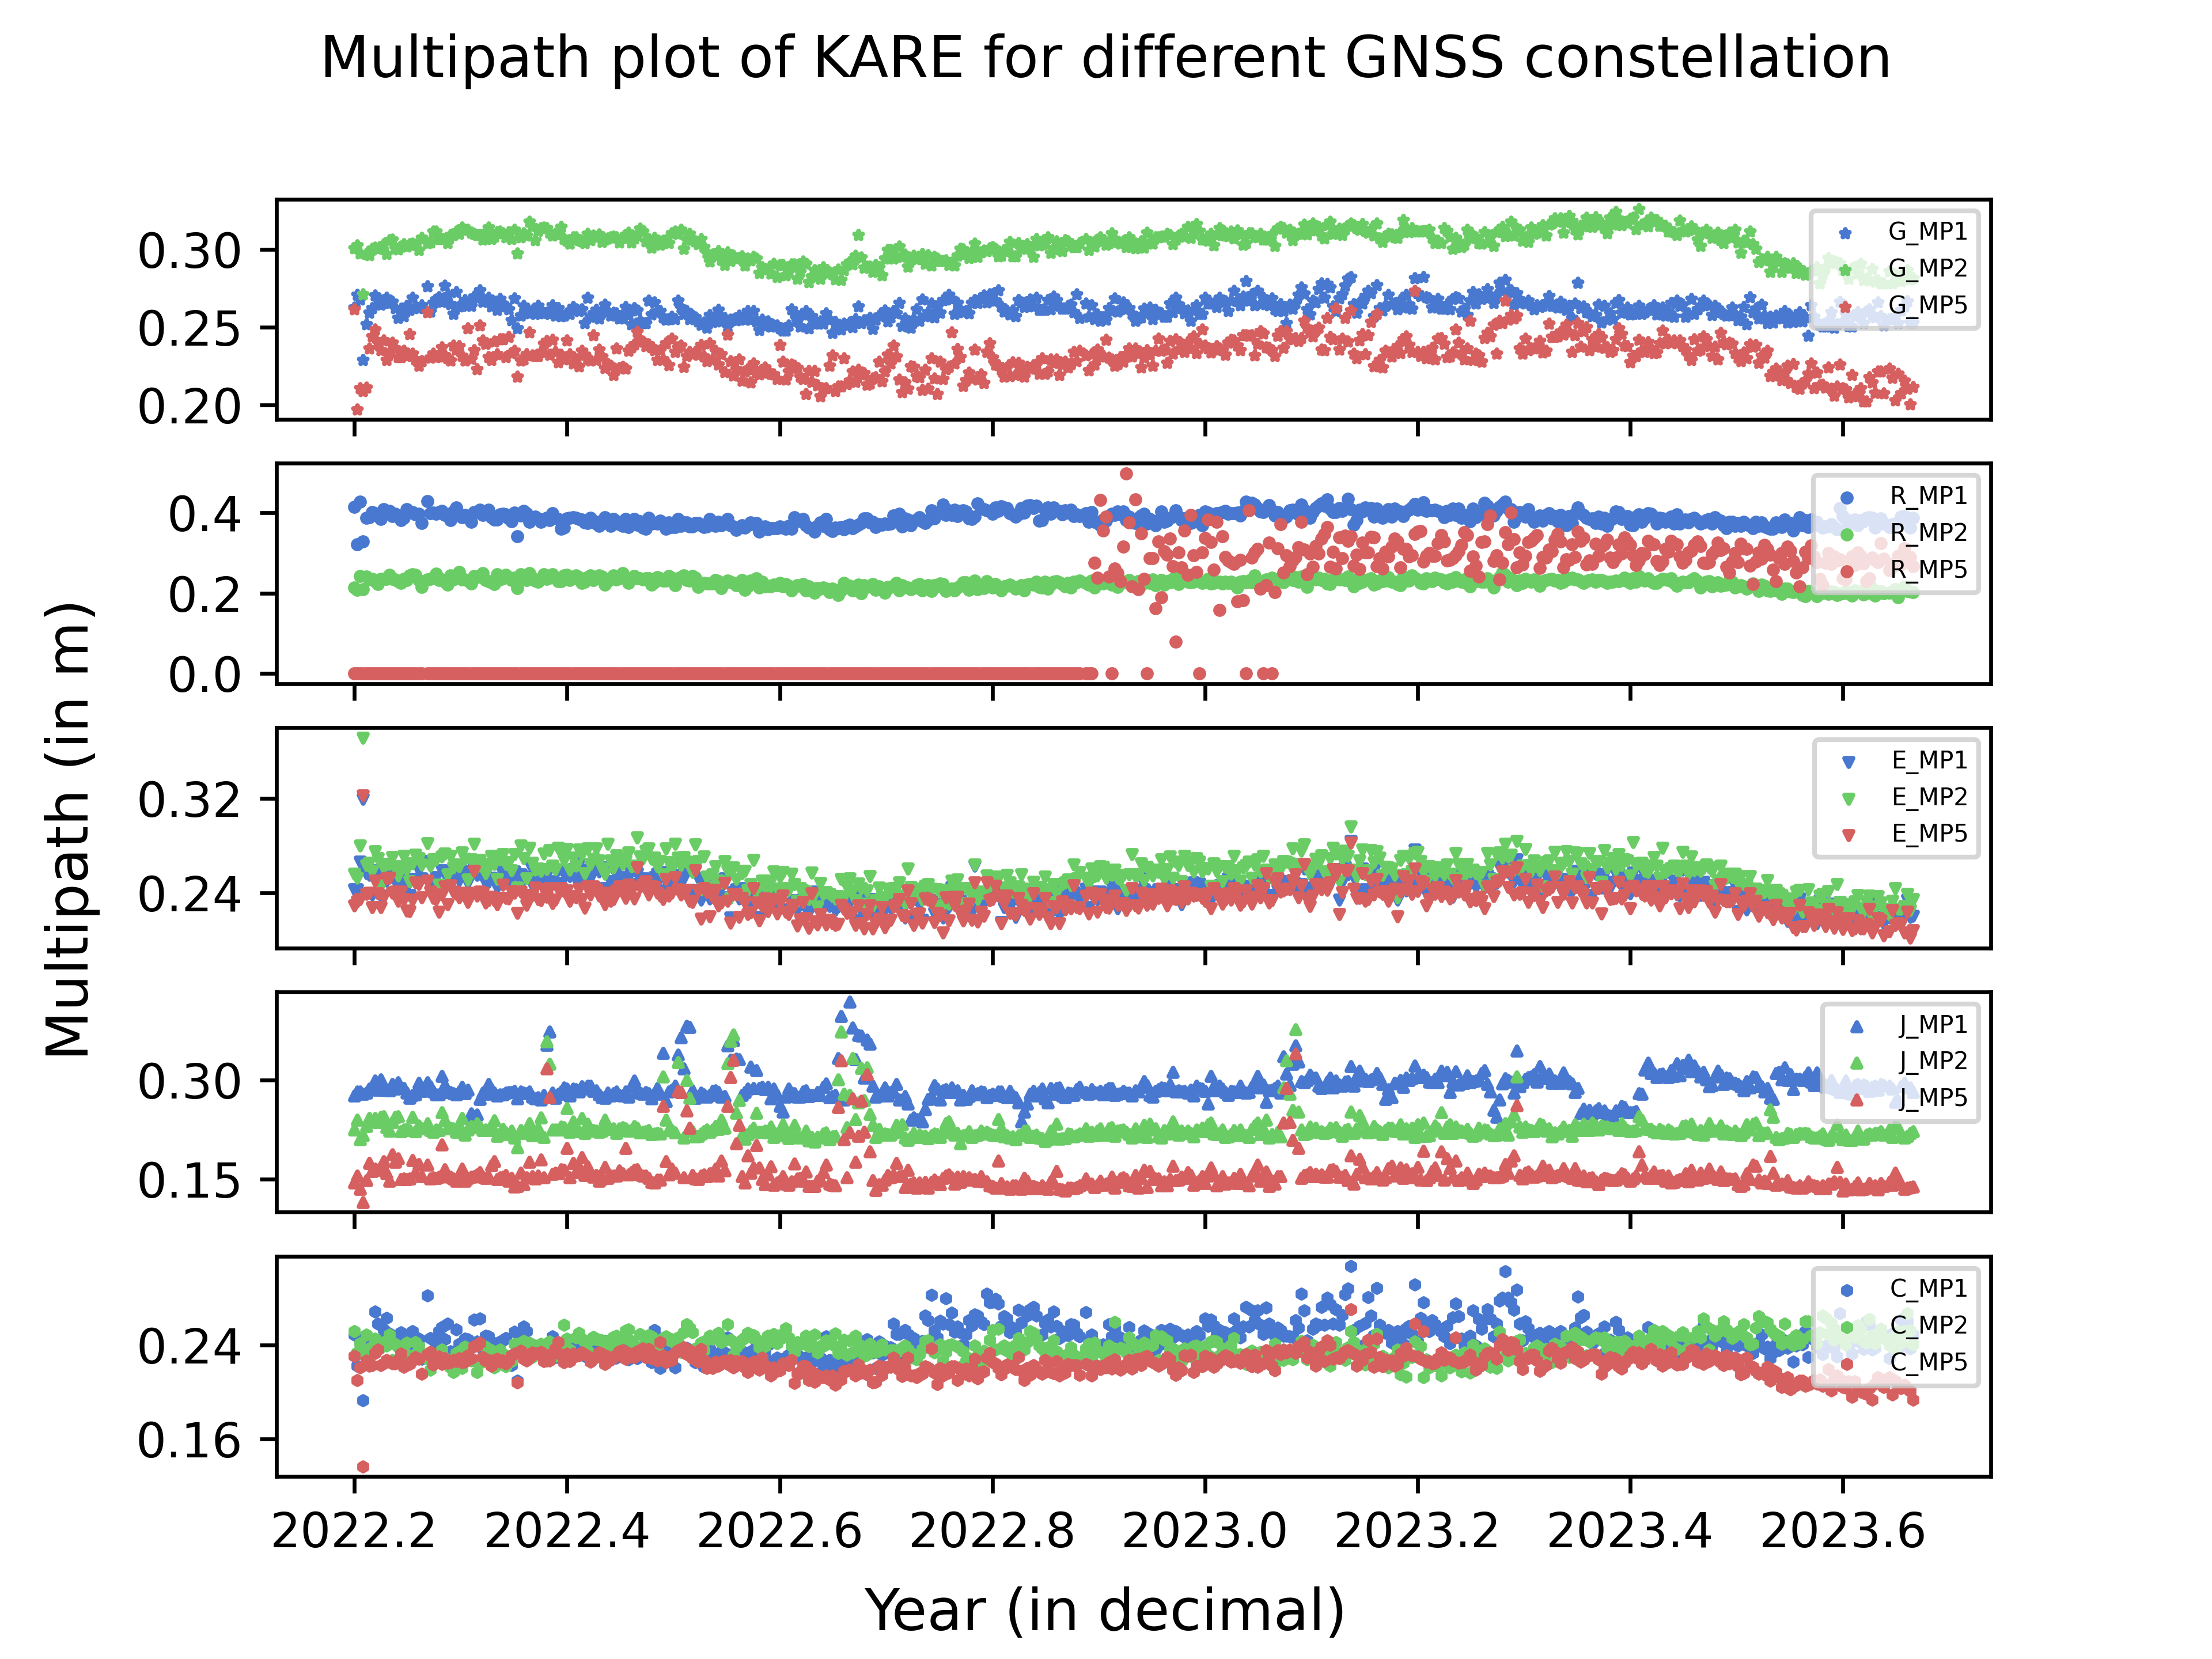 Multipath plot of KARE for different GNSS constellation
Multipath (in m)
0.30
0.25
0.20
G_MP1
G_MP2
G_MP5
0.4
0.2
0.0
R_MP1
R_MP2
R_MP5
0.32
0.24
E_MP1
E_MP2
E_MP5
0.30
0.15
J_MP1
J_MP2
J_MP5
0.24
0.16
C_MP1
C_MP2
C_MP5
2022.2 2022.4 2022.6 2022.8 2023.0 2023.2 2023.4 2023.6
Year (in decimal)